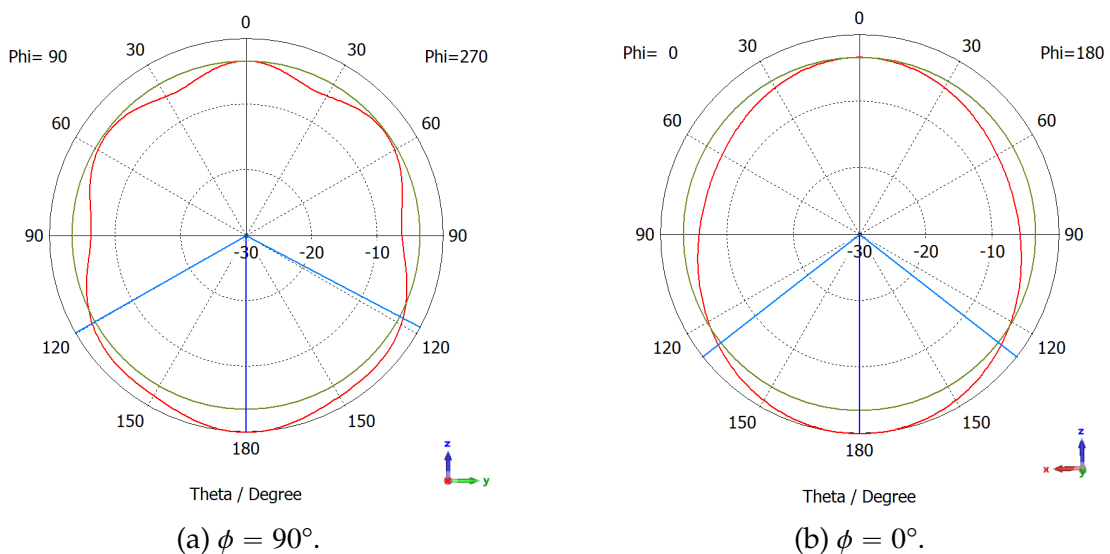 0
30
30
Phi= 90
Phi=270
60
60
90
-30
-20
-10
90
120
120
150
150
180
z
x
y
Theta / Degree
(a) ϕ = 90°.
0
30
30
Phi= 0
Phi=180
60
60
90
-30
-20
-10
90
120
120
150
150
180
z
x
y
Theta / Degree
(b) ϕ = 0°.